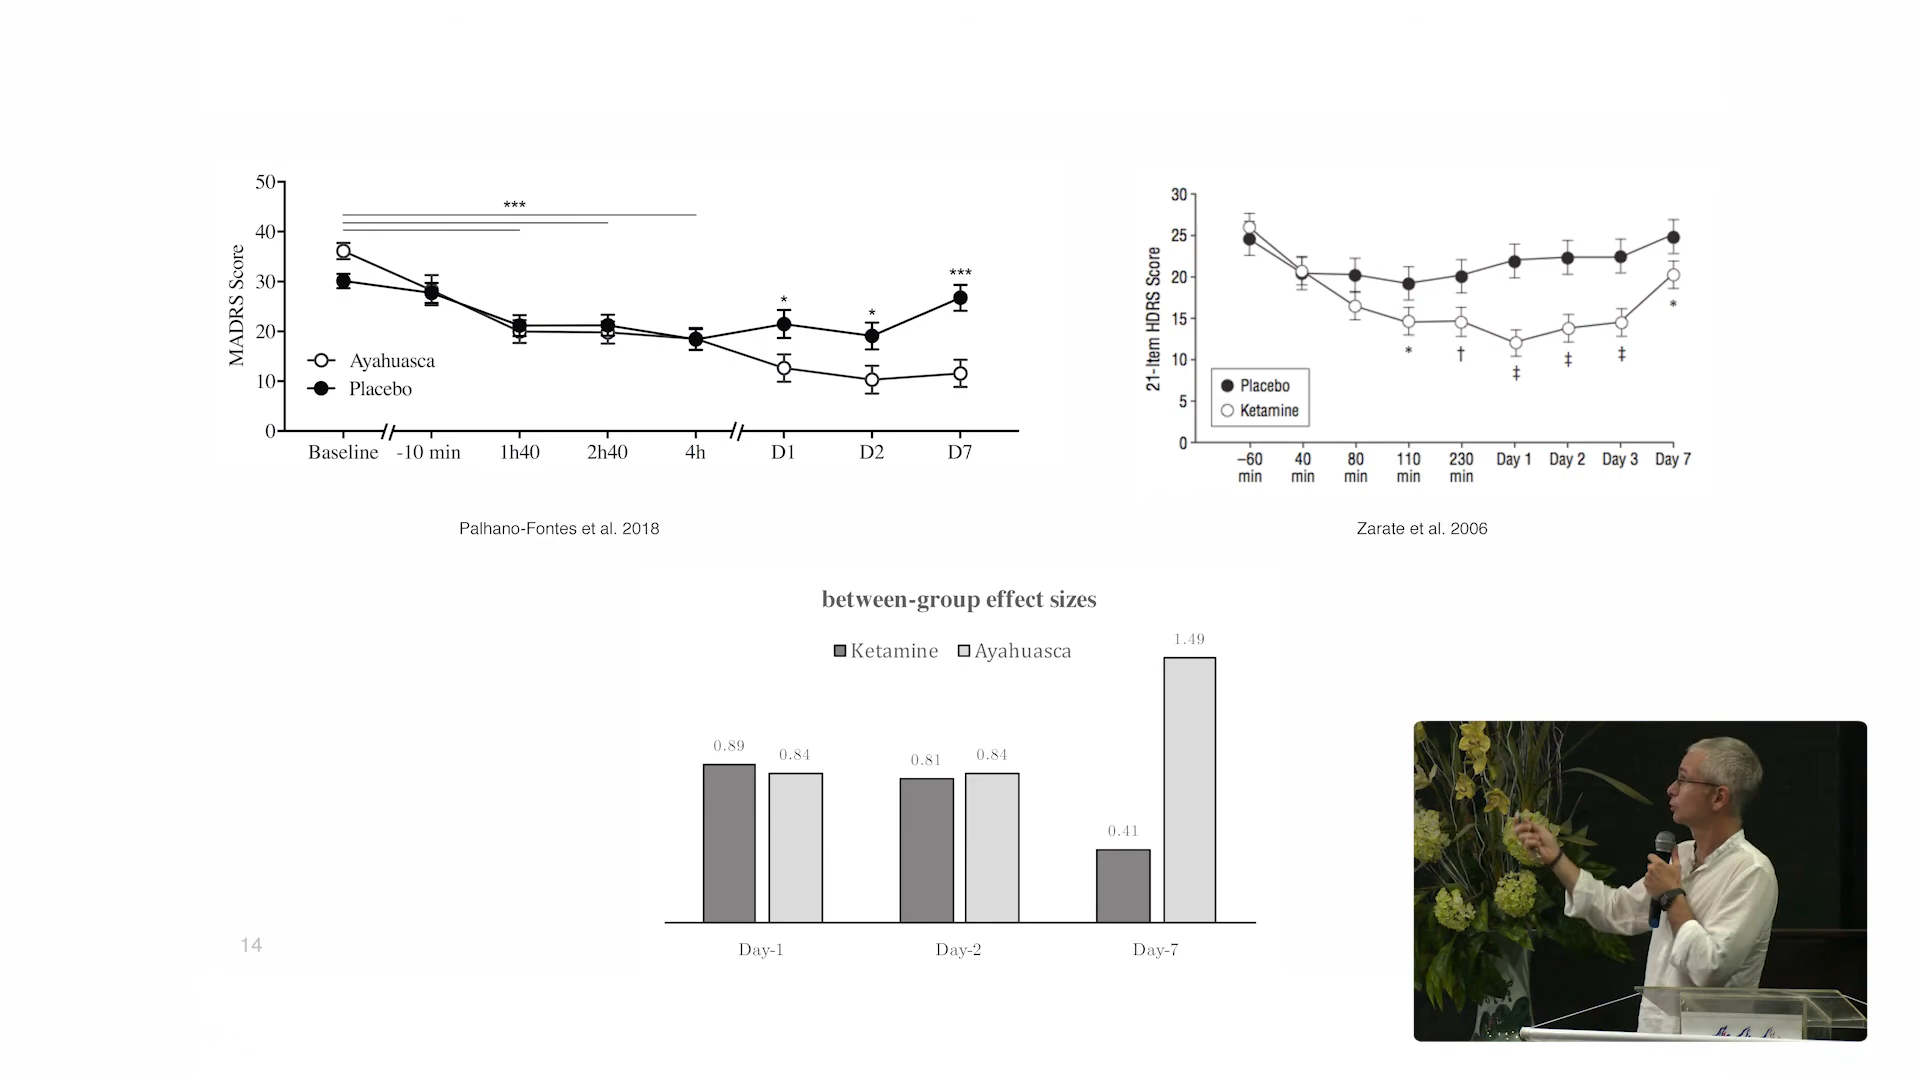 50
***
40
30
***
*
*
20
10
0
MADRS Score
Ayahuasca
Placebo
Baseline
-10 min
1h40
2h40
4h
D1
D2
D7
Palhano-Fontes et al. 2018
30
25
20
15
10
5
0
21-Item HDRS Score
*
†
‡
‡
‡
*
Placebo
Ketamine
–60 min
40 min
80 min
110 min
230 min
Day 1
Day 2
Day 3
Day 7
Zarate et al. 2006
between-group effect sizes
Ketamine
Ayahuasca
0.89
0.84
0.81
0.84
0.41
1.49
Day-1
Day-2
Day-7
14